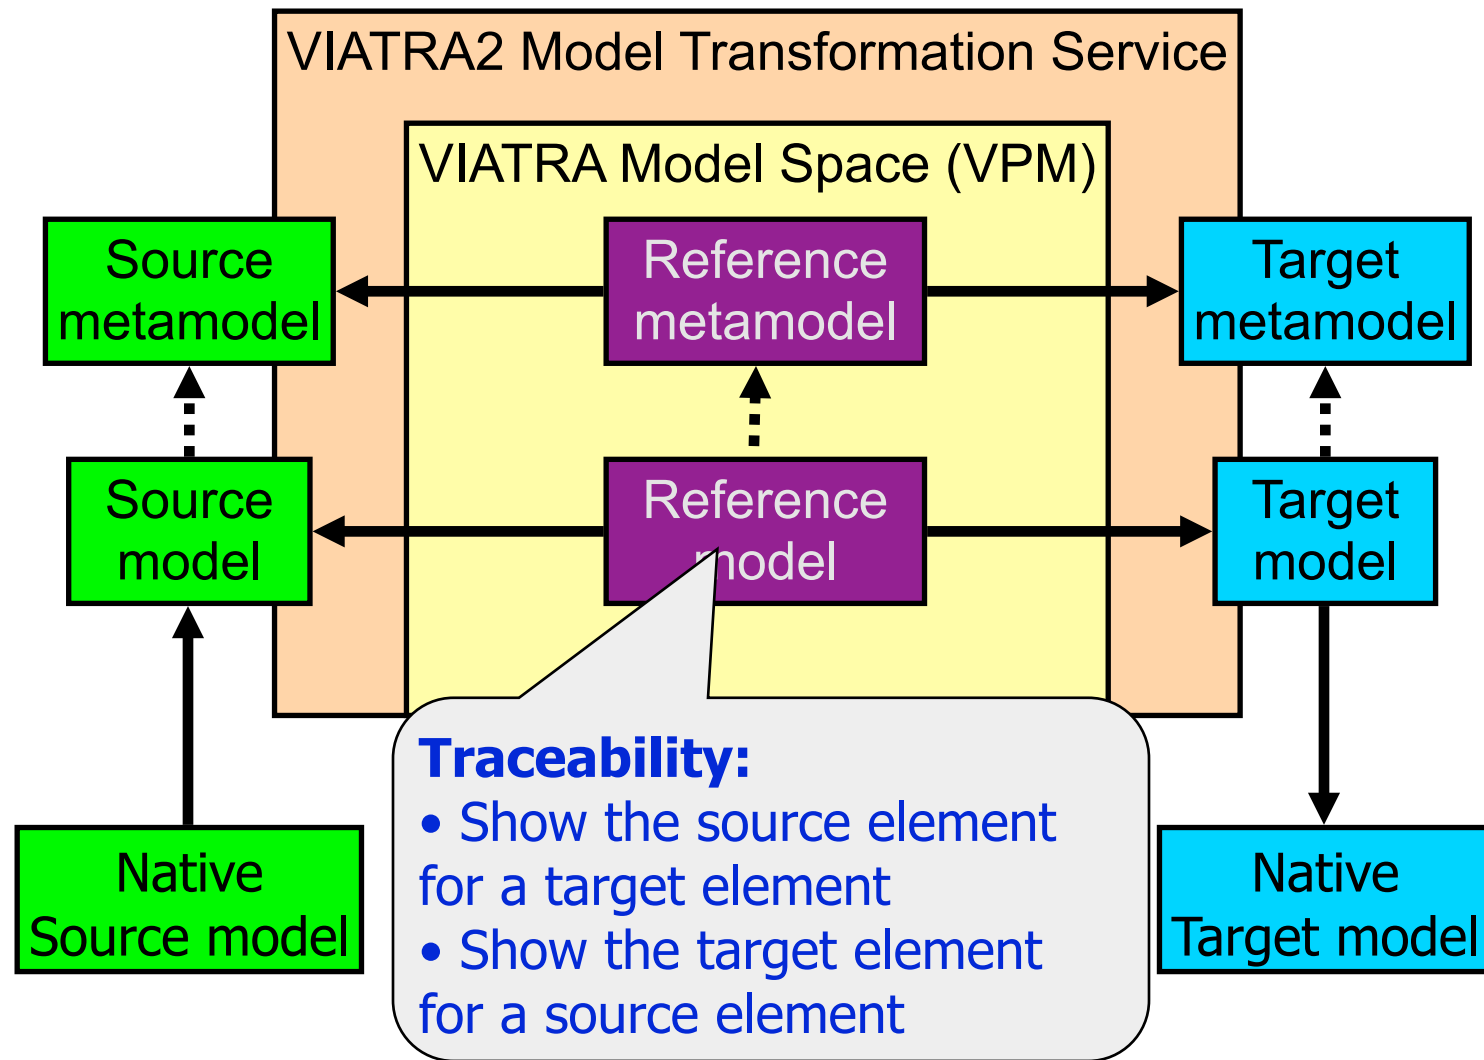 VIATRA2 Model Transformation Service
VIATRA Model Space (VPM)
Source
metamodel
Reference
metamodel
Target
metamodel
Source
model
Reference
model
Target
model
Traceability:
• Show the source element
for a target element
• Show the target element
for a source element
Native
Source model
Native
Target model